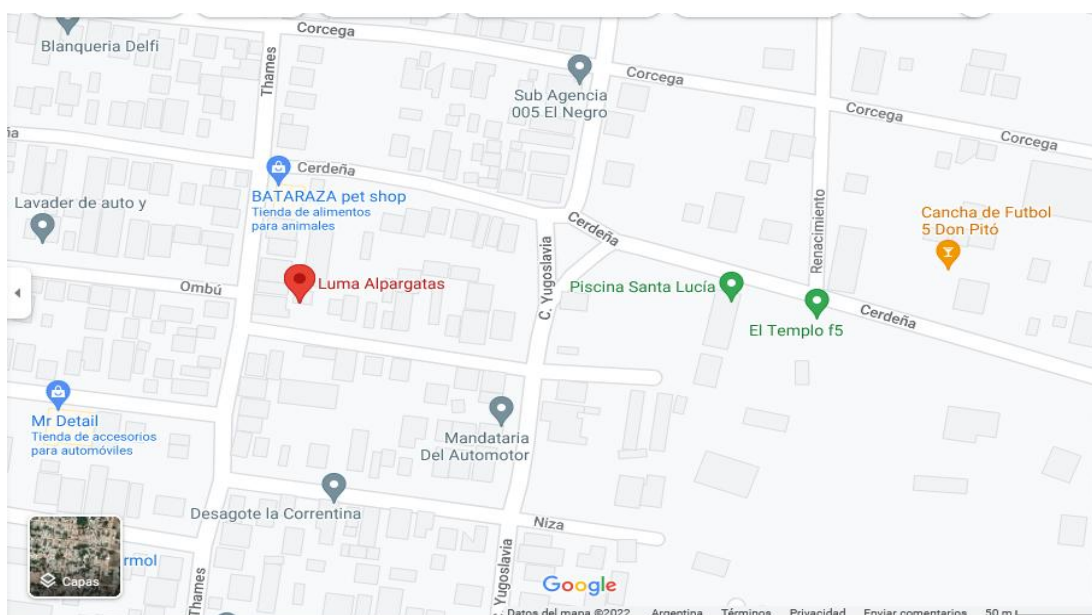 Corcega
Blanqueria Delfi
Thames
Corcega
Sub Agencia
005 El Negro
Corcega
Corcega
ia
Cerdeña
BATARAZA pet shop
Tienda de alimentos
para animales
Lavader de auto y
Cerdeña
Renacimiento
Cancha de Futbol
5 Don Pitó
C. Yugoslavia
Ombú
Luma Alpargatas
Piscina Santa Lucía
El Templo f5
Cerdeña
Mr Detail
Tienda de accesorios
para automóviles
Mandataria
Del Automotor
Desagote la Correntina
Niza
rmol
Capas
Thames
C. Yugoslavia
Google
Datos del mapa ©2022 Argentina Términos Privacidad Enviar comentarios 50 m